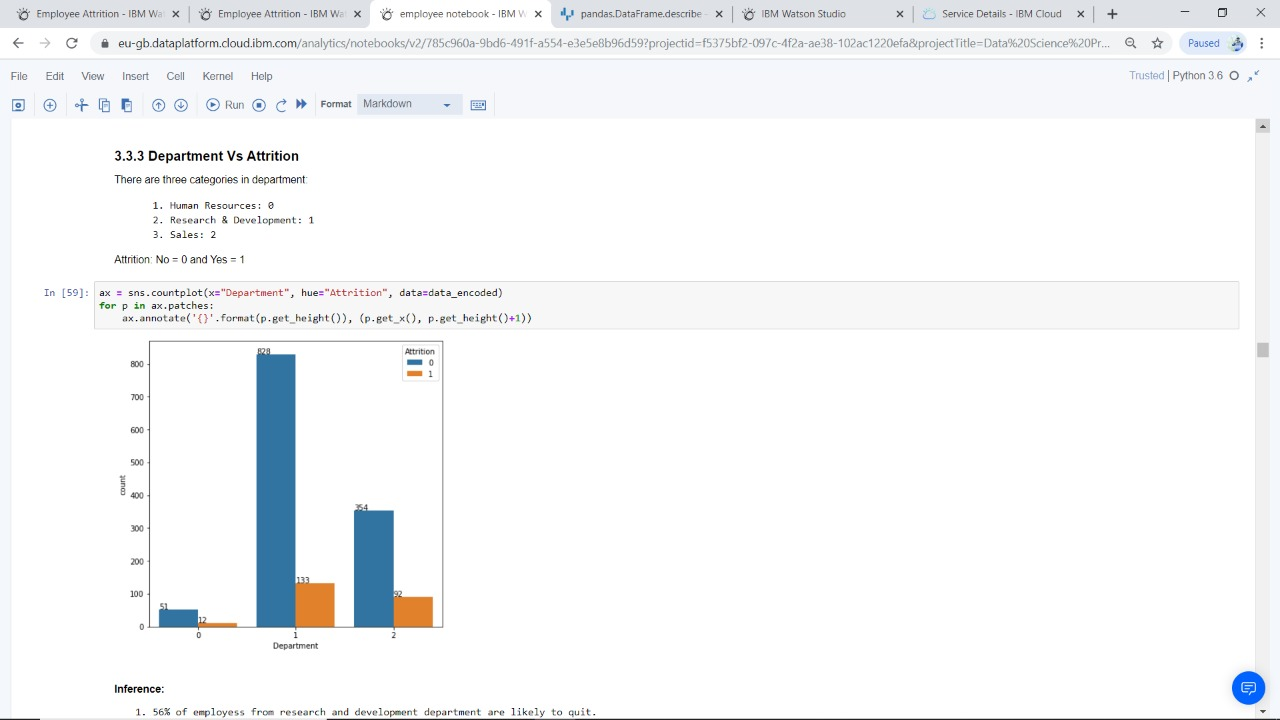 Employee Attrition - IBM Wa
Employee Attrition - IBM Wa
employee notebook - IBM W
pandas.DataFrame.describe -
IBM Watson Studio
Service Details - IBM Cloud
eu-gb.dataplatform.cloud.ibm.com/analytics/notebooks/v2/785c960a-9bd6-491f-a554-e3e5e8b96d59?projectid=f5375bf2-097c-4f2a-ae38-102ac1220efa&projectTitle=Data%20Science%20Pr...
Paused
File Edit View Insert Cell Kernel Help
Trusted | Python 3.6
Run
Format
Markdown
3.3.3 Department Vs Attrition
There are three categories in department:
1. Human Resources: 0
2. Research & Development: 1
3. Sales: 2
Attrition: No = 0 and Yes = 1
In [59]: ax = sns.countplot(x="Department", hue="Attrition", data=data_encoded)
for p in ax.patches:
ax.annotate('{}'.format(p.get_height()), (p.get_x(), p.get_height()+1))
828
Attrition
0
1
800
700
600
500
400
300
200
100
0
count
354
133
92
51
12
0 1 2
Department
Inference:
1. 56% of employess from research and development department are likely to quit.